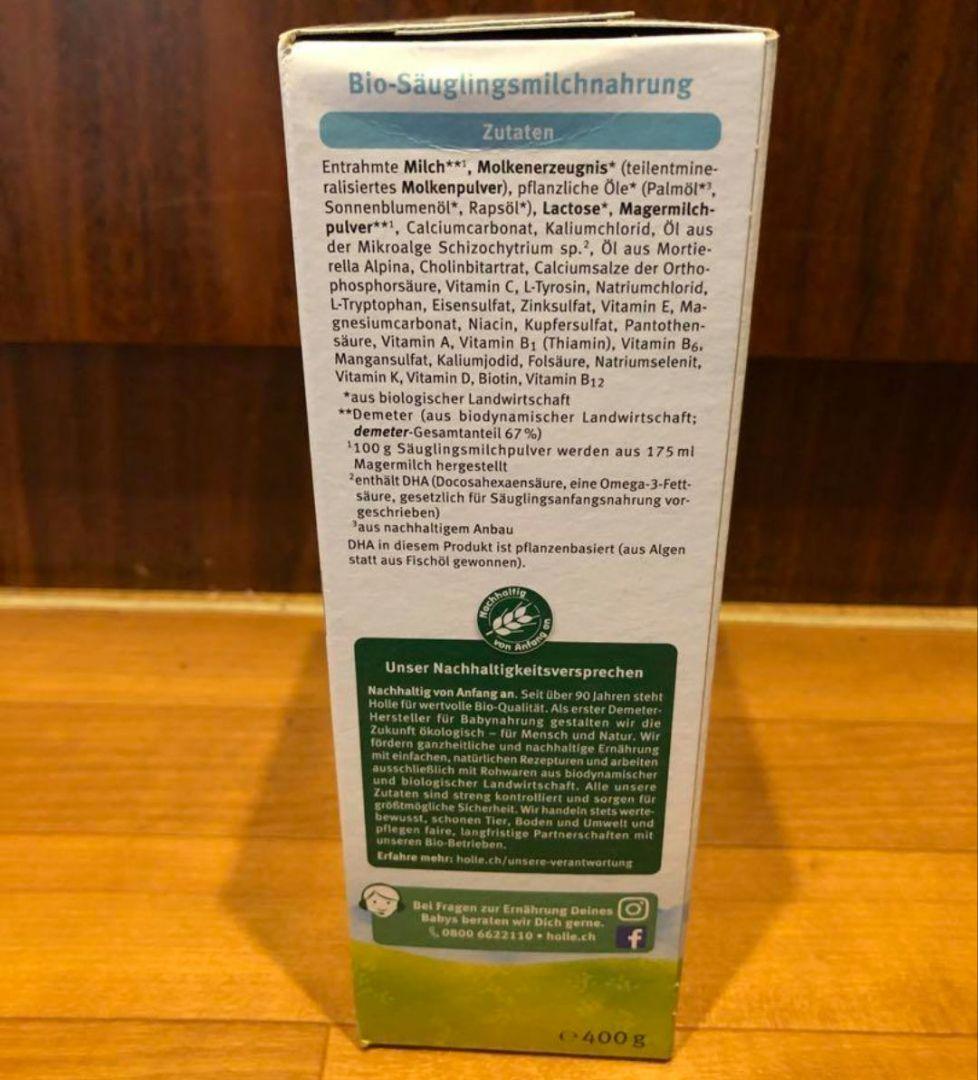 Bio-Säuglingsmilchnahrung
Zutaten
Entrahmte Milch**¹, Molkenerzeugnis* (teilentmine-
ralisiertes Molkenpulver), pflanzliche Öle* (Palmöl*³,
Sonnenblumenöl*, Rapsöl*), Lactose*, Magermilch-
pulver**¹, Calciumcarbonat, Kaliumchlorid, Öl aus
der Mikroalge Schizochytrium sp.², Öl aus Mortie-
rella Alpina, Cholinbitartrat, Calciumsalze der Ortho-
phosphorsäure, Vitamin C, L-Tyrosin, Natriumchlorid,
L-Tryptophan, Eisensulfat, Zinksulfat, Vitamin E, Ma-
gnesiumcarbonat, Niacin, Kupfersulfat, Pantothen-
säure, Vitamin A, Vitamin B₁ (Thiamin), Vitamin B₆,
Mangansulfat, Kaliumjodid, Folsäure, Natriumselenit,
Vitamin K, Vitamin D, Biotin, Vitamin B₁₂
*aus biologischer Landwirtschaft
**Demeter (aus biodynamischer Landwirtschaft;
demeter-Gesamtanteil 67%)
¹100 g Säuglingsmilchpulver werden aus 175 ml
Magermilch hergestellt
²enthält DHA (Docosahexaensäure, eine Omega-3-Fett-
säure, gesetzlich für Säuglingsanfangsnahrung vor-
geschrieben)
³aus nachhaltigem Anbau
DHA in diesem Produkt ist pflanzenbasiert (aus Algen
statt aus Fischöl gewonnen).
Nachhaltig
von Anfang an
Unser Nachhaltigkeitsversprechen
Nachhaltig von Anfang an. Seit über 90 Jahren steht
Holle für wertvolle Bio-Qualität. Als erster Demeter-
Hersteller für Babynahrung gestalten wir die
Zukunft ökologisch – für Mensch und Natur. Wir
fördern ganzheitliche und nachhaltige Ernährung
mit einfachen, natürlichen Rezepturen und arbeiten
ausschließlich mit Rohwaren aus biodynamischer
und biologischer Landwirtschaft. Alle unsere
Zutaten sind streng kontrolliert und sorgen für
größtmögliche Sicherheit. Wir handeln stets werte-
bewusst, schonen Tier, Boden und Umwelt und
pflegen faire, langfristige Partnerschaften mit
unseren Bio-Betrieben.
Erfahre mehr: holle.ch/unsere-verantwortung
Bei Fragen zur Ernährung Deines
Babys beraten wir Dich gerne.
0800 6622110 • holle.ch
f
℮400 g